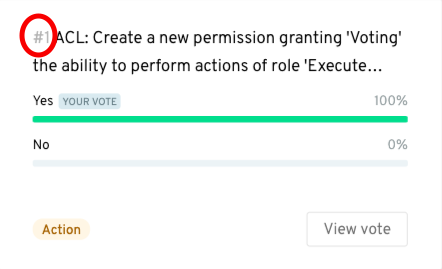 #1 ACL: Create a new permission granting 'Voting'
the ability to perform actions of role 'Execute...
Yes YOUR VOTE 100%
No 0%
Action View vote